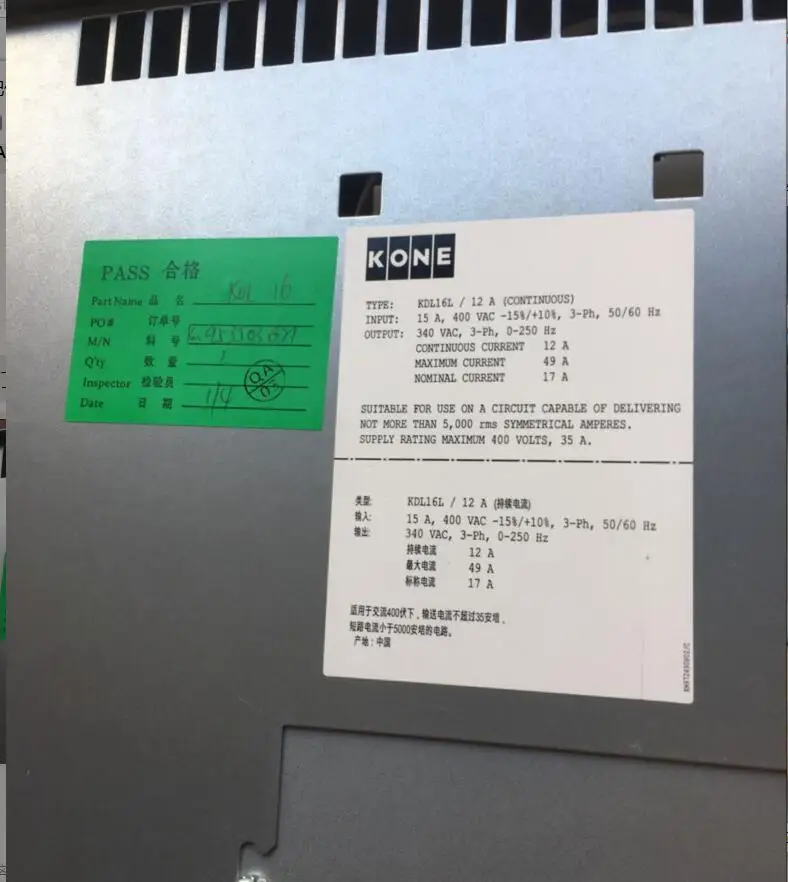 PASS 合格
Part Name 品 名 KDL 16
PO# 订单号
M/N 料 号
Q'ty 数 量 1
Inspector 检验员 QA
Date 日 期 1/4
KONE
TYPE: KDL16L / 12 A (CONTINUOUS)
INPUT: 15 A, 400 VAC -15%/+10%, 3-Ph, 50/60 Hz
OUTPUT: 340 VAC, 3-Ph, 0-250 Hz
CONTINUOUS CURRENT 12 A
MAXIMUM CURRENT 49 A
NOMINAL CURRENT 17 A
SUITABLE FOR USE ON A CIRCUIT CAPABLE OF DELIVERING
NOT MORE THAN 5,000 rms SYMMETRICAL AMPERES.
SUPPLY RATING MAXIMUM 400 VOLTS, 35 A.
类型: KDL16L / 12 A (持续电流)
输入: 15 A, 400 VAC -15%/+10%, 3-Ph, 50/60 Hz
输出: 340 VAC, 3-Ph, 0-250 Hz
持续电流 12 A
最大电流 49 A
标称电流 17 A
适用于交流400伏下，输送电流不超过35安培，
短路电流小于5000安培的电路。
产地：中国